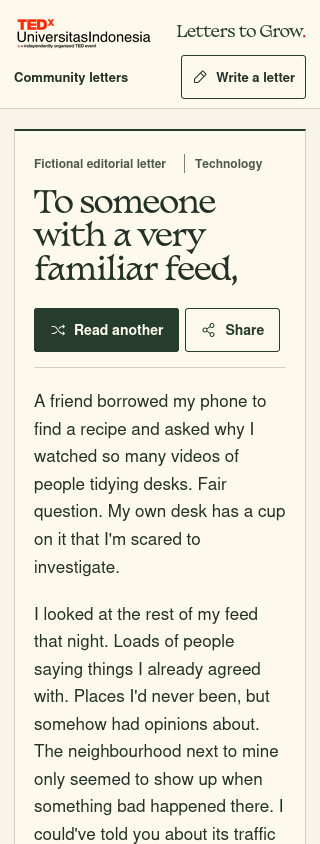 TEDx
UniversitasIndonesia
x = independently organized TED event
Letters to Grow.
Community letters
Write a letter
Fictional editorial letter
Technology
To someone
with a very
familiar feed,
Read another
Share
A friend borrowed my phone to
find a recipe and asked why I
watched so many videos of
people tidying desks. Fair
question. My own desk has a cup
on it that I'm scared to
investigate.
I looked at the rest of my feed
that night. Loads of people
saying things I already agreed
with. Places I'd never been, but
somehow had opinions about.
The neighbourhood next to mine
only seemed to show up when
something bad happened there. I
could've told you about its traffic